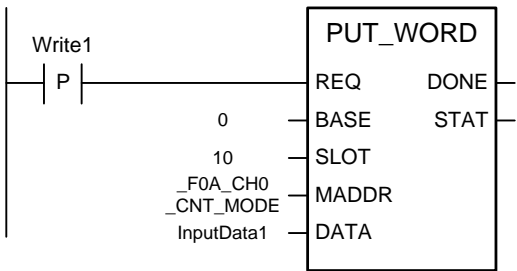 Write1
PUT_WORD
P
REQ DONE
0 BASE STAT
10 SLOT
_F0A_CH0
_CNT_MODE MADDR
InputData1 DATA